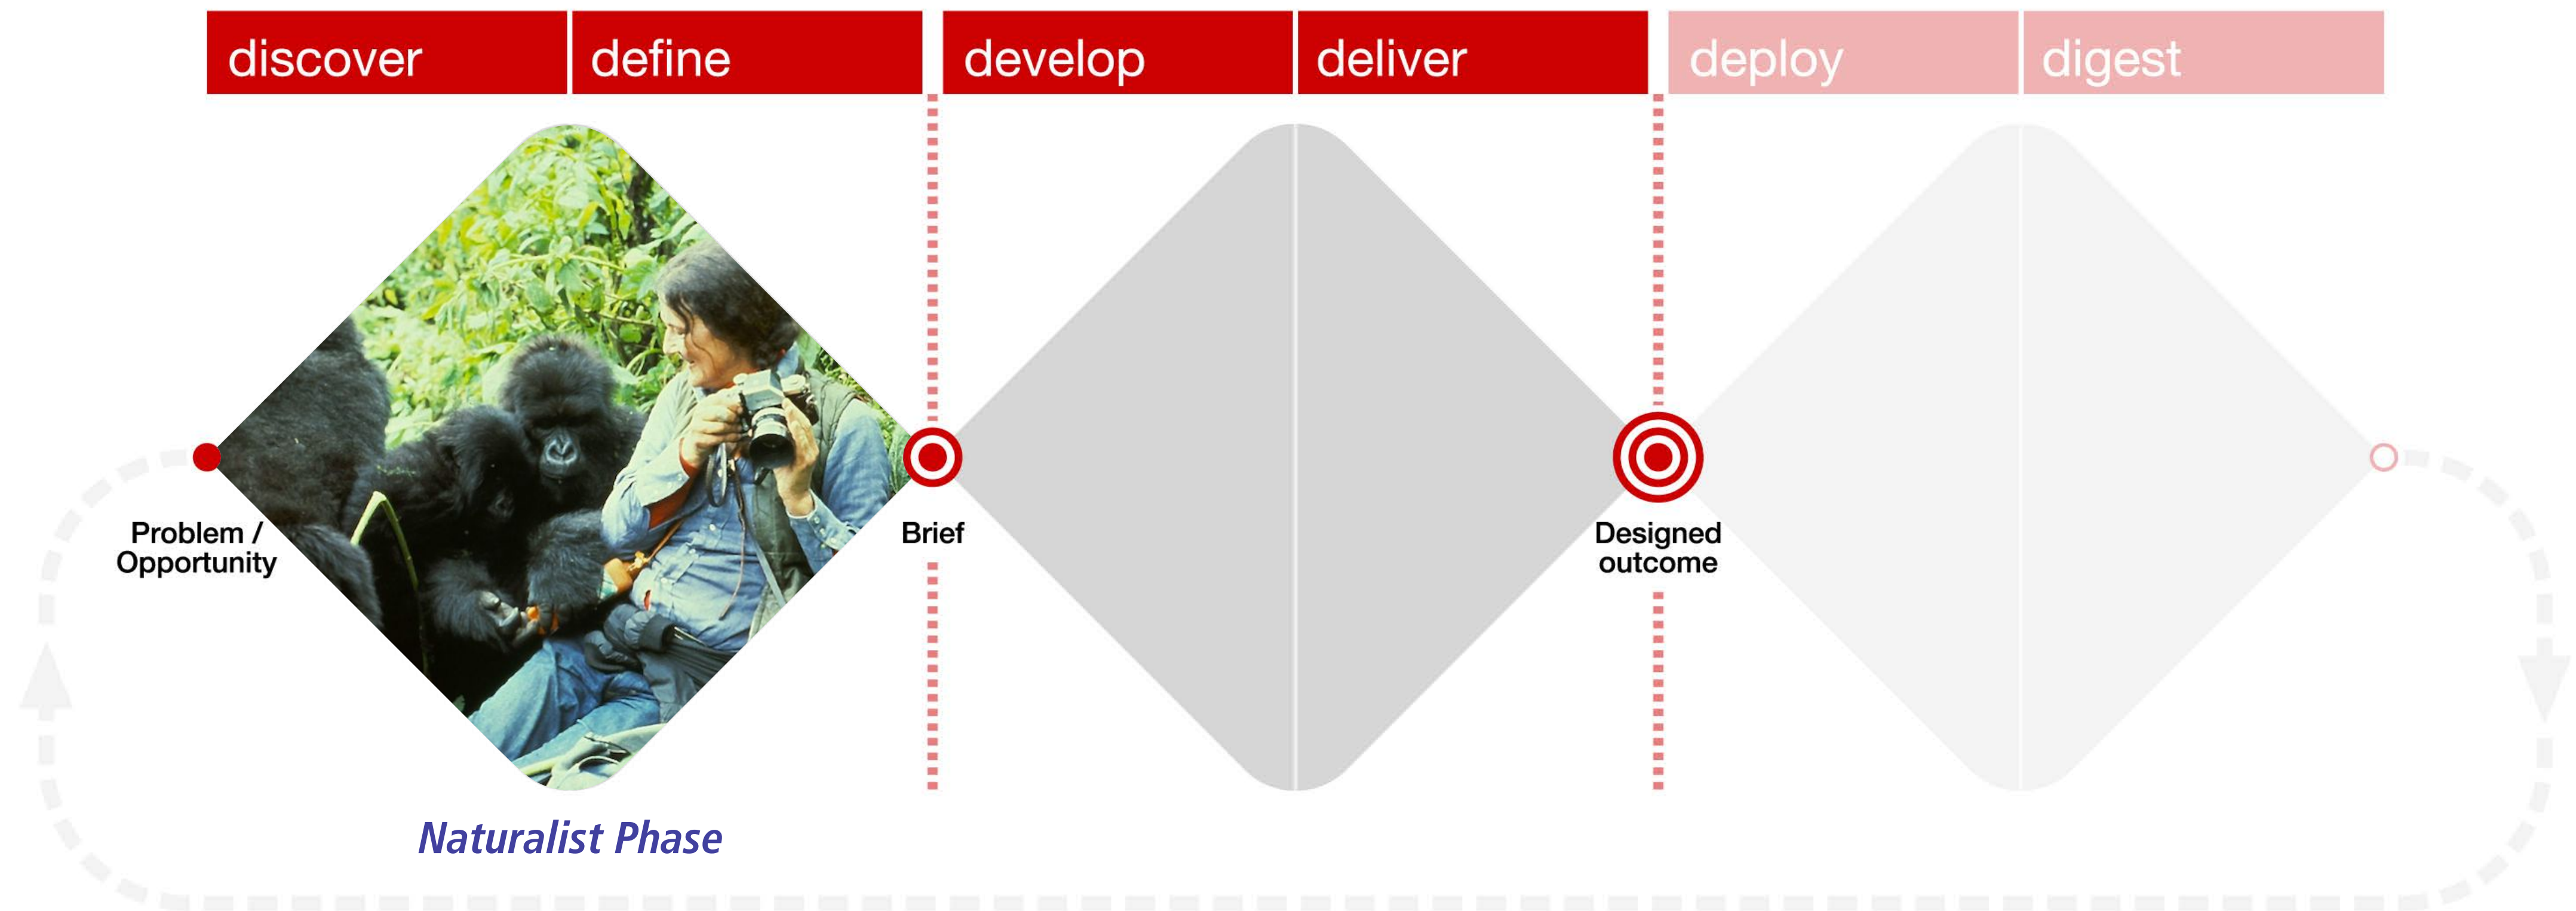 discover
define
develop
deliver
deploy
digest
Problem /
Opportunity
Brief
Designed
outcome
Naturalist Phase